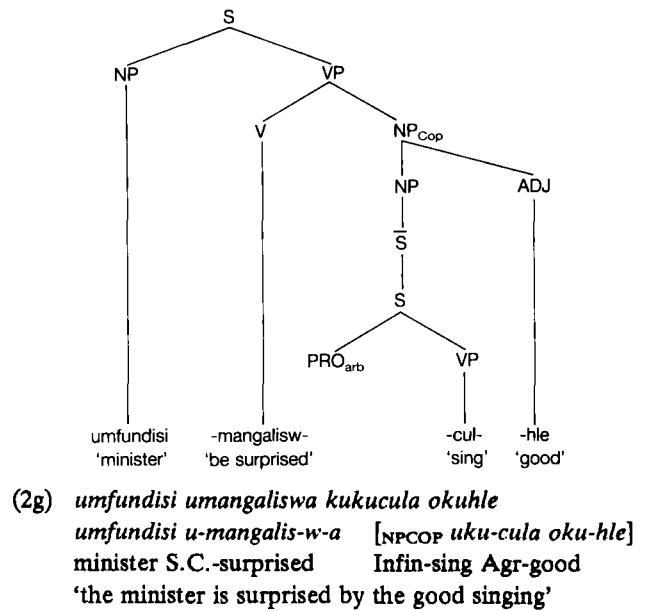 S
NP VP
V NP_Cop
NP ADJ
S̅
S
PRO_arb VP
umfundisi -mangalisw- -cul- -hle
'minister' 'be surprised' 'sing' 'good'
(2g) umfundisi umangaliswa kukucula okuhle
umfundisi u-mangalis-w-a [NPCOP uku-cula oku-hle]
minister S.C.-surprised Infin-sing Agr-good
'the minister is surprised by the good singing'